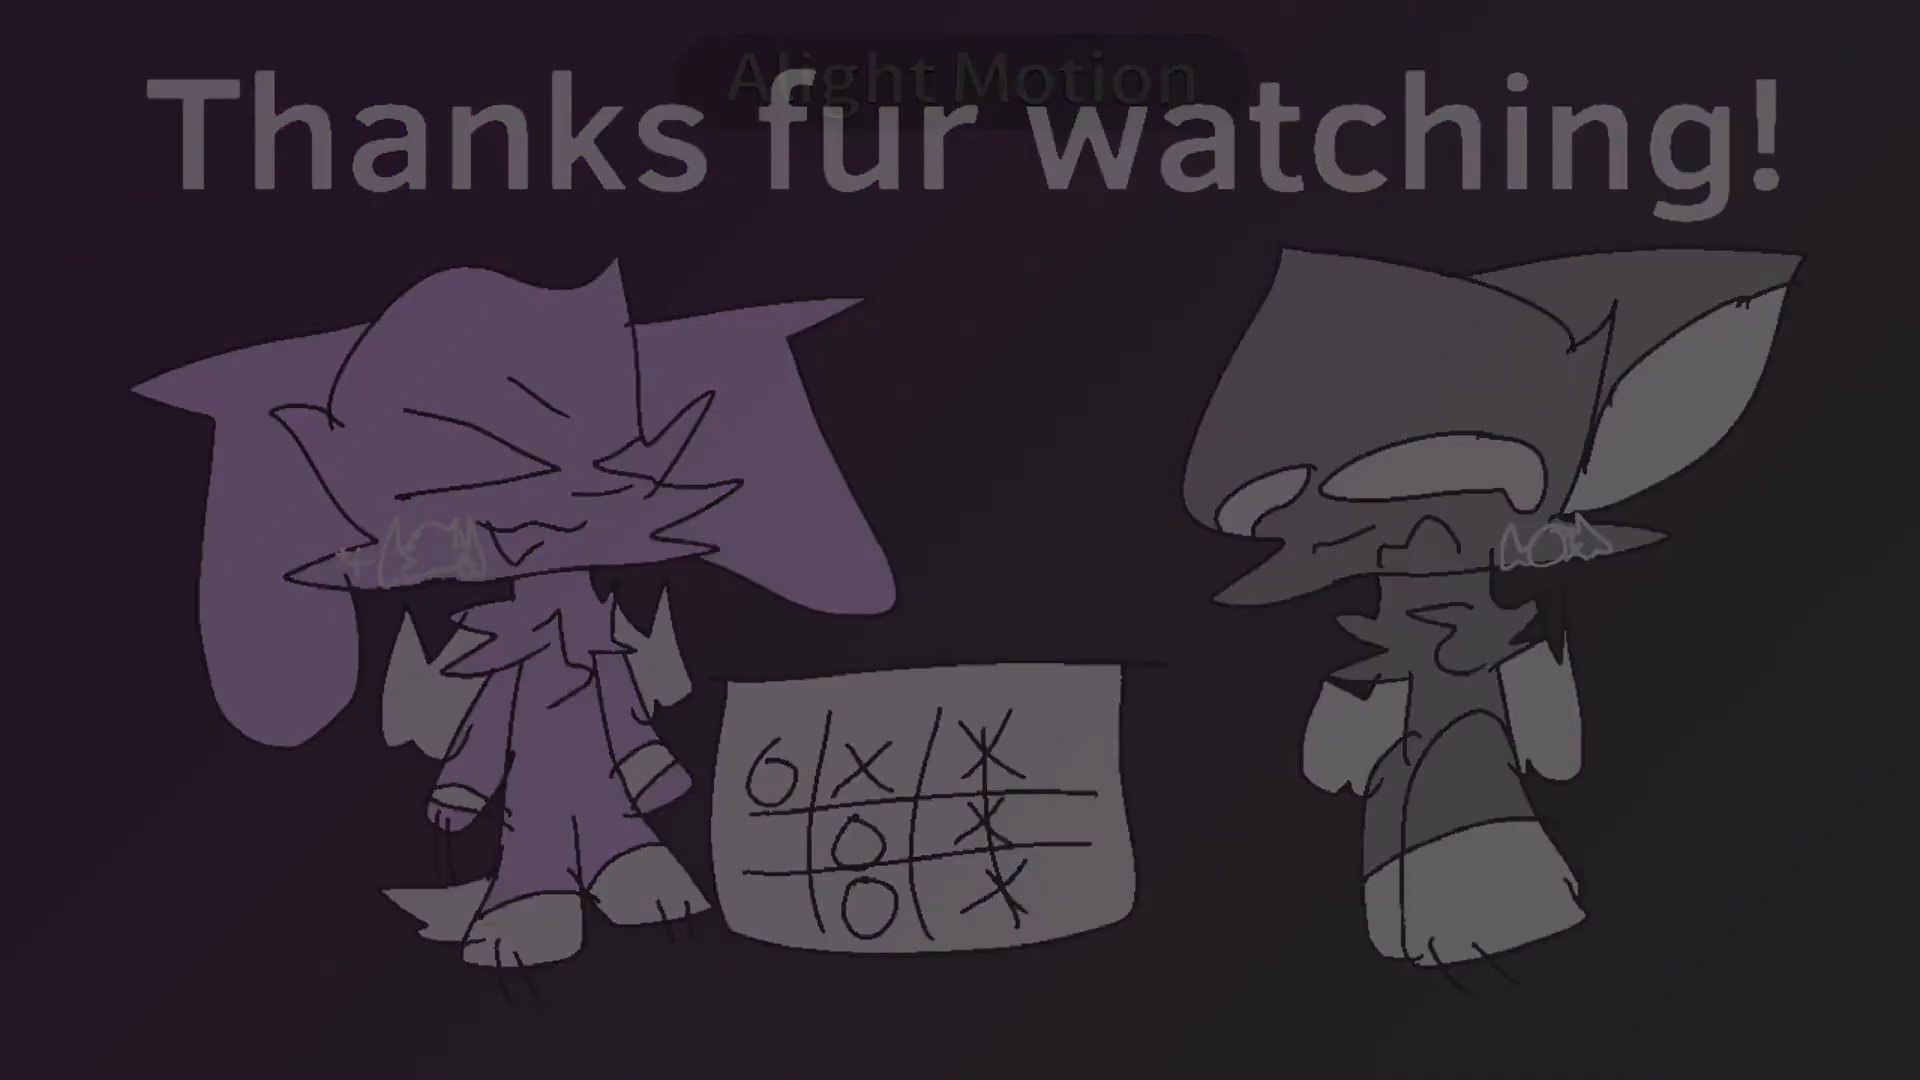 Alight Motion
Thanks fur watching!
O X X
O X
O X